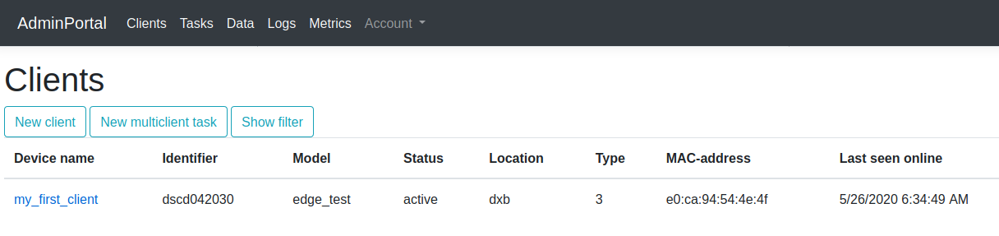 AdminPortal Clients Tasks Data Logs Metrics Account
Clients
New client New multiclient task Show filter
Device name Identifier Model Status Location Type MAC-address Last seen online
my_first_client dscd042030 edge_test active dxb 3 e0:ca:94:54:4e:4f 5/26/2020 6:34:49 AM